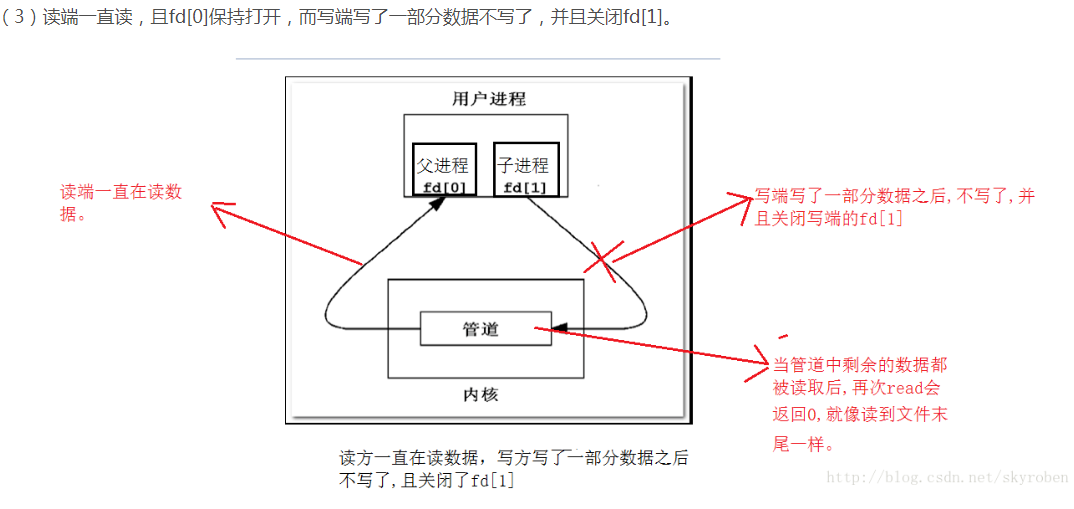 （3）读端一直读，且fd[0]保持打开，而写端写了一部分数据不写了，并且关闭fd[1]。
用户进程
父进程
fd[0]
子进程
fd[1]
读端一直在读数
据。
写端写了一部分数据之后,不写了,并
且关闭写端的fd[1]
管道
内核
当管道中剩余的数据都
被读取后,再次read会
返回0,就像读到文件末
尾一样。
读方一直在读数据，写方写了一部分数据之后
不写了,且关闭了fd[1]
http://blog.csdn.net/skyroben